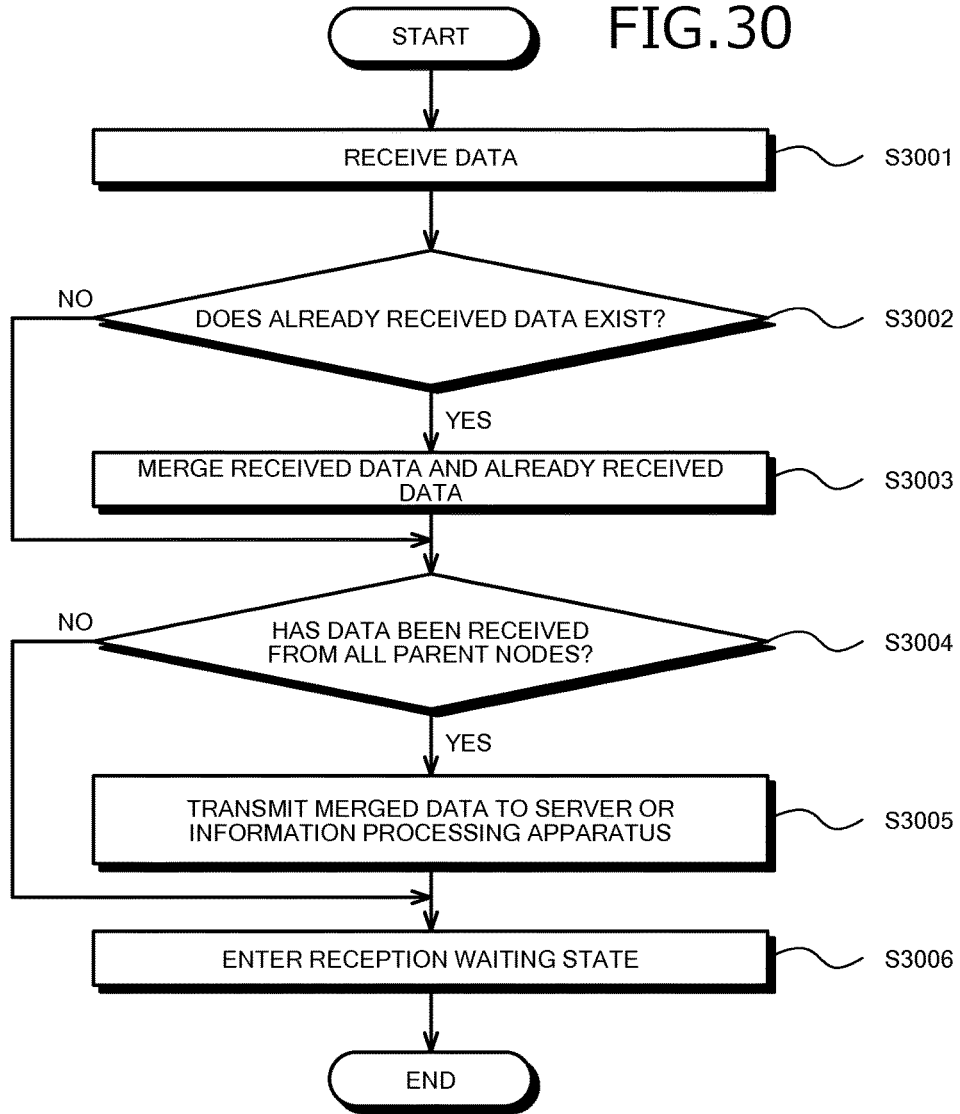 FIG.30
START
RECEIVE DATA
S3001
NO
DOES ALREADY RECEIVED DATA EXIST?
S3002
YES
MERGE RECEIVED DATA AND ALREADY RECEIVED
DATA
S3003
NO
HAS DATA BEEN RECEIVED
FROM ALL PARENT NODES?
S3004
YES
TRANSMIT MERGED DATA TO SERVER OR
INFORMATION PROCESSING APPARATUS
S3005
ENTER RECEPTION WAITING STATE
S3006
END